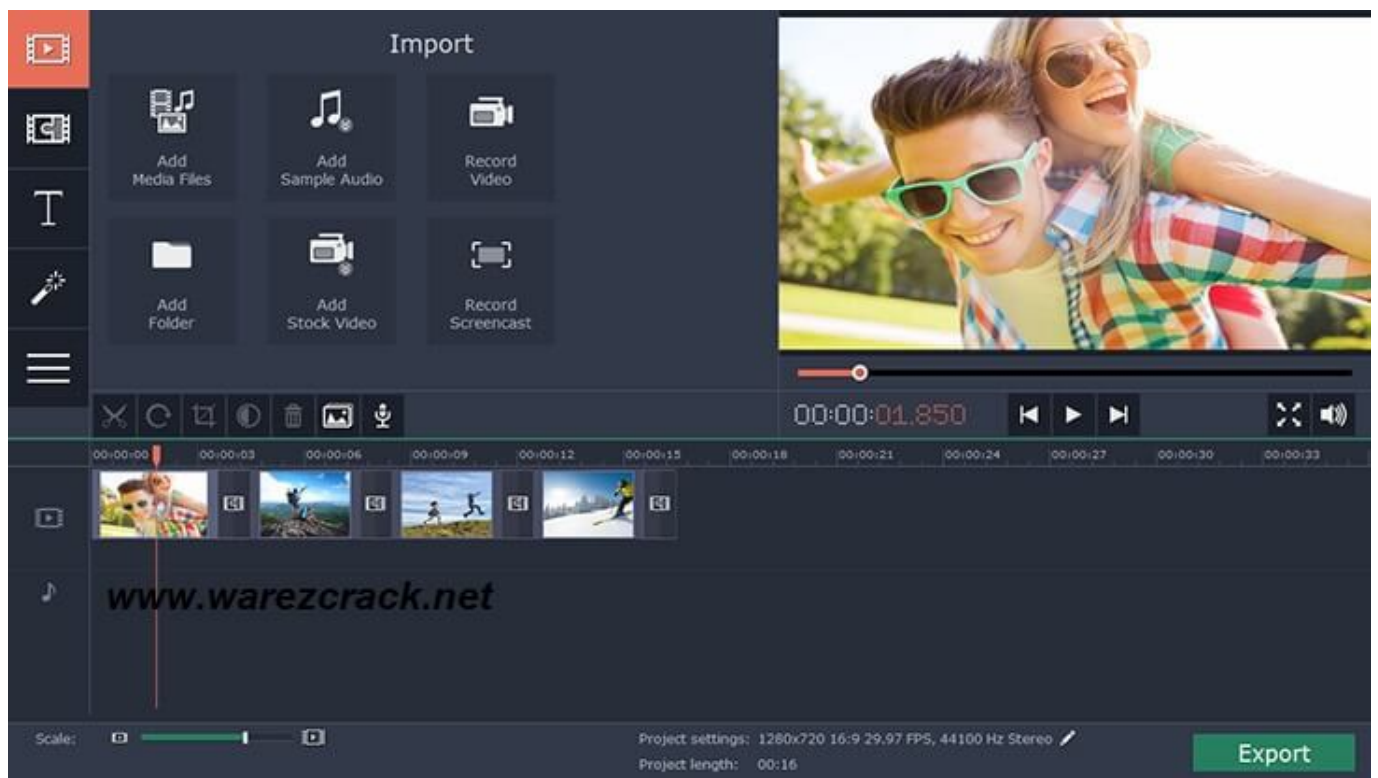 Import
Add
Media Files
Add
Sample Audio
Record
Video
Add
Folder
Add
Stock Video
Record
Screencast
T
00:00:01.850
00:00:00 00:00:03 00:00:06 00:00:09 00:00:12 00:00:15 00:00:18 00:00:21 00:00:24 00:00:27 00:00:30 00:00:33
www.warezcrack.net
Scale:
Project settings: 1280x720 16:9 29.97 FPS, 44100 Hz Stereo
Project length: 00:16
Export